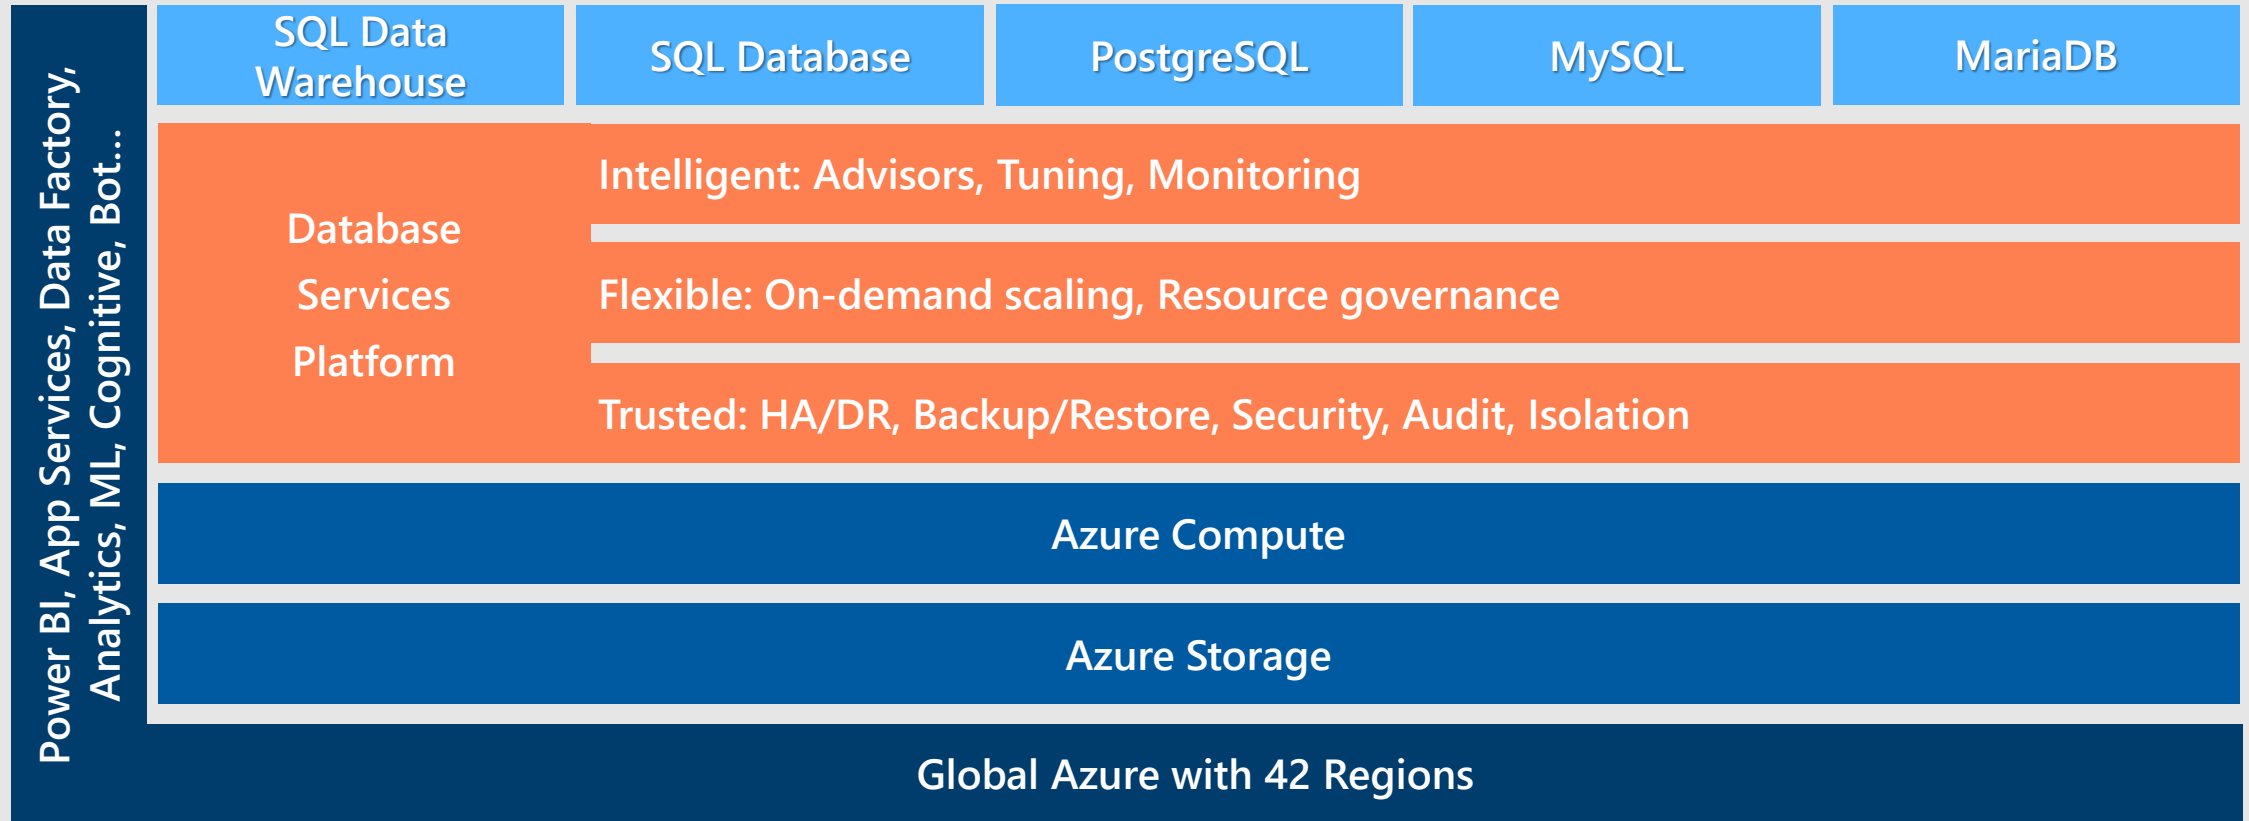 Power BI, App Services, Data Factory,
Analytics, ML, Cognitive, Bot...
SQL Data
Warehouse
SQL Database
PostgreSQL
MySQL
MariaDB
Database
Services
Platform
Intelligent: Advisors, Tuning, Monitoring
Flexible: On-demand scaling, Resource governance
Trusted: HA/DR, Backup/Restore, Security, Audit, Isolation
Azure Compute
Azure Storage
Global Azure with 42 Regions